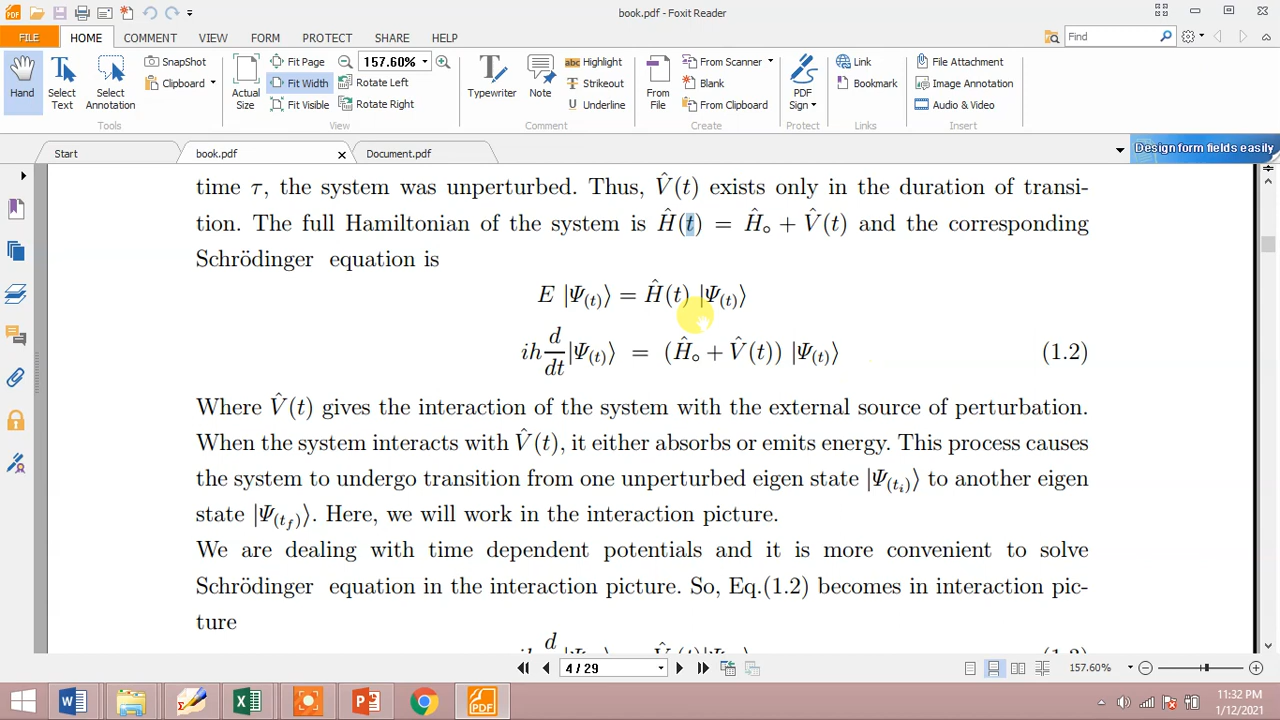 book.pdf - Foxit Reader
FILE HOME COMMENT VIEW FORM PROTECT SHARE HELP
Find
Hand
Select Text
Select Annotation
SnapShot
Clipboard
Tools
Actual Size
Fit Page
Fit Width
Fit Visible
157.60%
Rotate Left
Rotate Right
View
Typewriter
Note
Highlight
Strikeout
Underline
Comment
From File
From Scanner
Blank
From Clipboard
Create
PDF Sign
Protect
Link
Bookmark
Links
File Attachment
Image Annotation
Audio & Video
Insert
Start book.pdf Document.pdf
Design form fields easily
time τ, the system was unperturbed. Thus, V̂(t) exists only in the duration of transi-
tion. The full Hamiltonian of the system is Ĥ(t) = Ĥ∘ + V̂(t) and the corresponding
Schrödinger equation is
E |Ψ(t)⟩ = Ĥ(t) |Ψ(t)⟩
ih d/dt |Ψ(t)⟩ = (Ĥ∘ + V̂(t)) |Ψ(t)⟩ (1.2)
Where V̂(t) gives the interaction of the system with the external source of perturbation.
When the system interacts with V̂(t), it either absorbs or emits energy. This process causes
the system to undergo transition from one unperturbed eigen state |Ψ(tᵢ)⟩ to another eigen
state |Ψ(t_f)⟩. Here, we will work in the interaction picture.
We are dealing with time dependent potentials and it is more convenient to solve
Schrödinger equation in the interaction picture. So, Eq.(1.2) becomes in interaction pic-
ture
ih d
4 / 29
157.60%
11:32 PM
1/12/2021